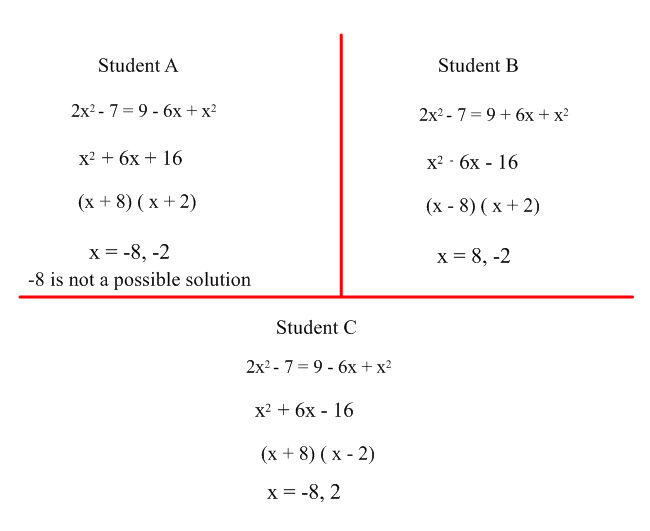 Student A
2x² - 7 = 9 - 6x + x²
x² + 6x + 16
(x + 8) ( x + 2)
x = -8, -2
-8 is not a possible solution
Student B
2x² - 7 = 9 + 6x + x²
x² - 6x - 16
(x - 8) ( x + 2)
x = 8, -2
Student C
2x² - 7 = 9 - 6x + x²
x² + 6x - 16
(x + 8) ( x - 2)
x = -8, 2